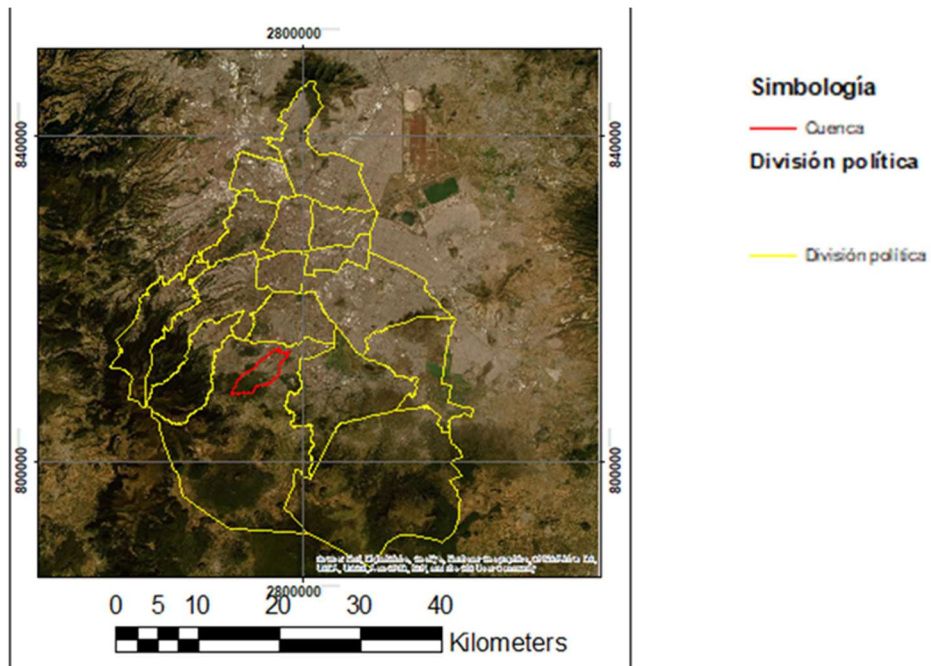 2800000
840000
840000
800000
800000
2800000
0 5 10 20 30 40
Kilometers
Simbología
Cuenca
División política
División política